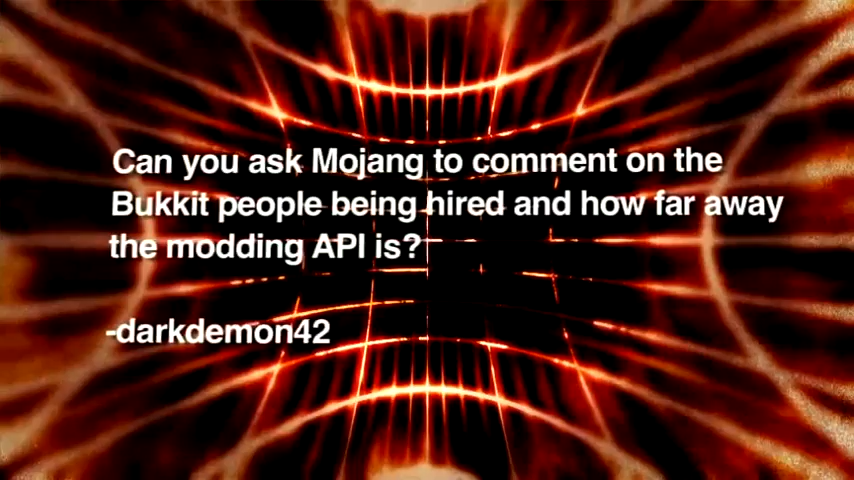 Can you ask Mojang to comment on the
Bukkit people being hired and how far away
the modding API is?
-darkdemon42